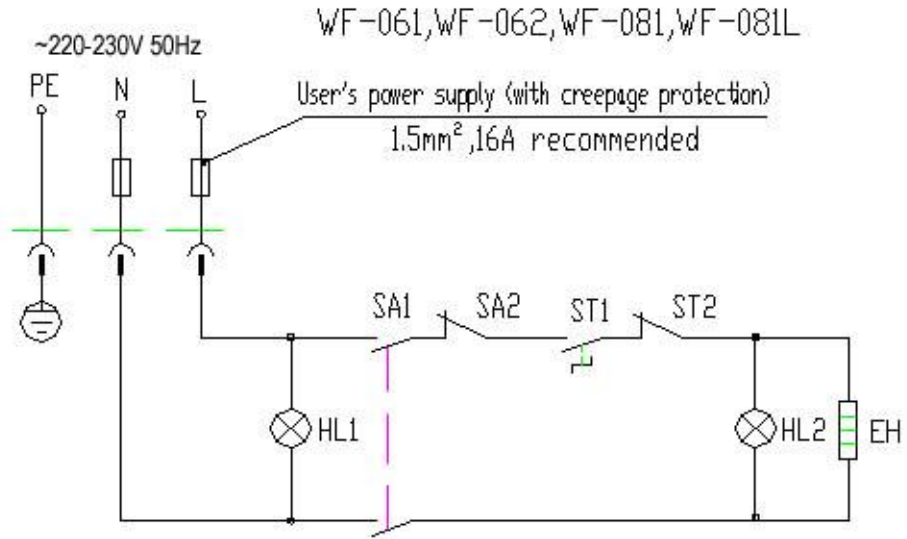 WF-061,WF-062,WF-081,WF-081L
~220-230V 50Hz
PE N L
User's power supply (with creepage protection)
1.5mm²,16A recommended
SA1 SA2 ST1 ST2
HL1 HL2 EH